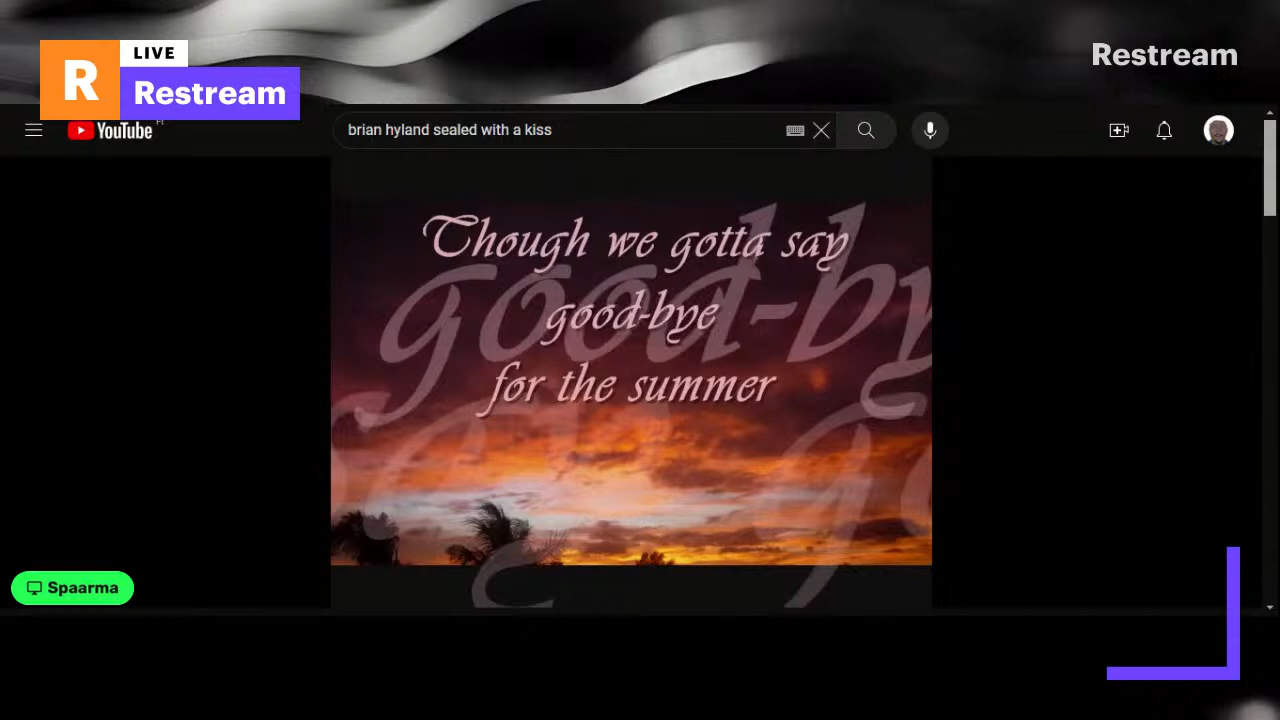 R
LIVE
Restream
Restream
YouTube
FI
brian hyland sealed with a kiss
Though we gotta say
good-bye
for the summer
good-by
Spaarma